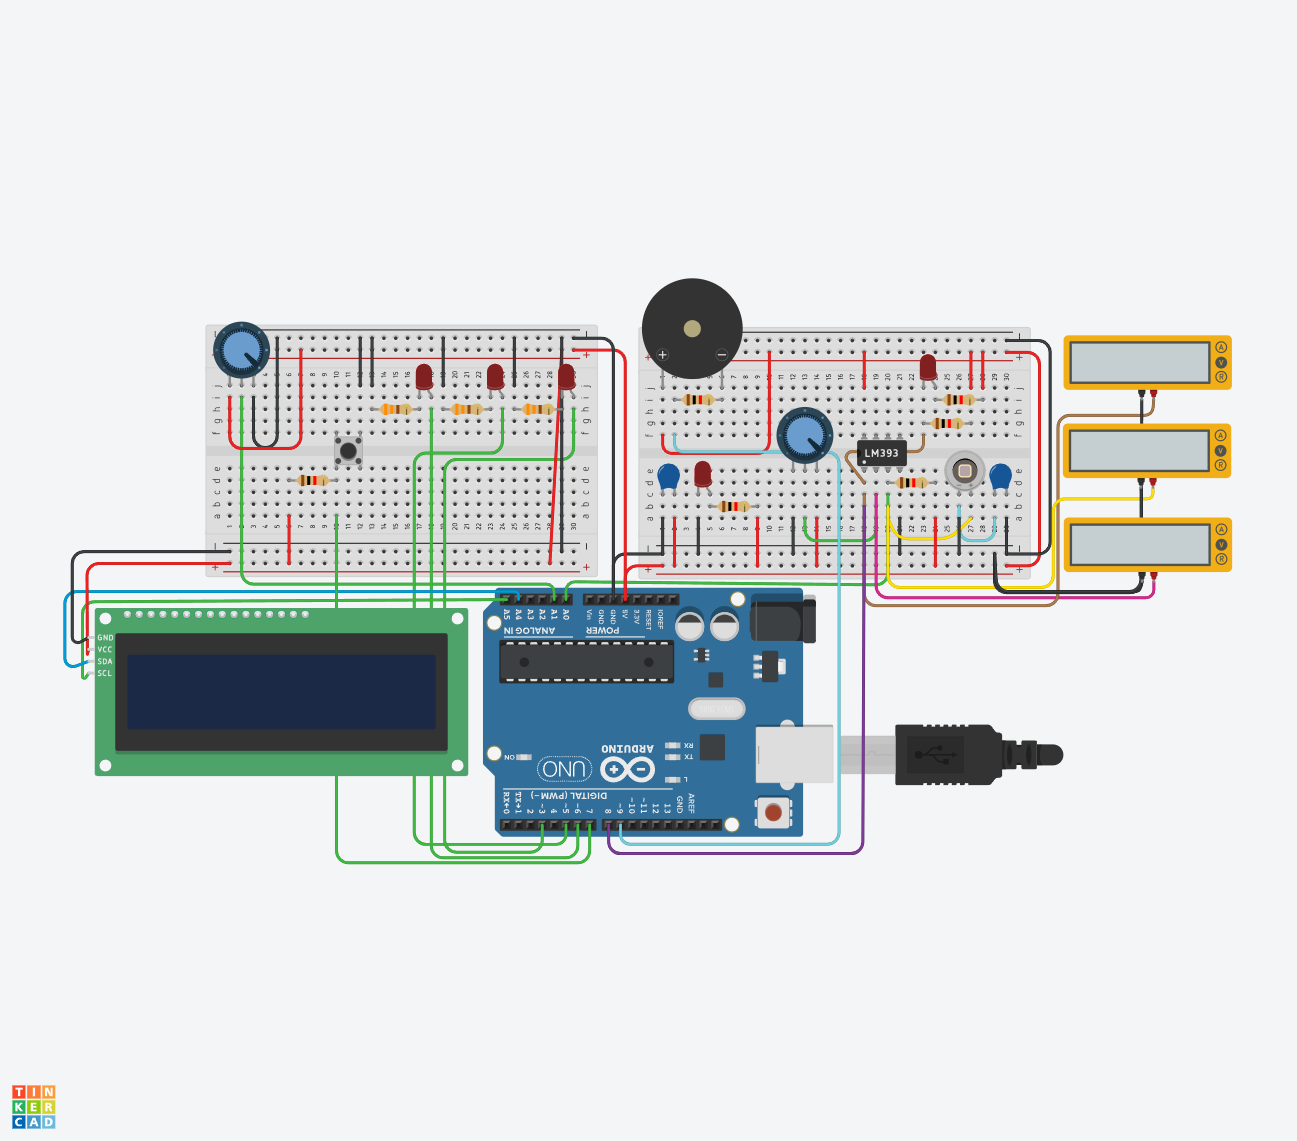 LM393
A
V
R
A
V
R
A
V
R
GND
VCC
SDA
SCL
A5 A4 A3 A2 A1 A0
Vin GND GND 5V 3.3V RESET IOREF
ANALOG IN
POWER
ARDUINO
UNO
ON
RX
TX
L
DIGITAL (PWM~)
RX←0 TX→1 2 ~3 4 ~5 ~6 7 8 ~9 ~10 ~11 12 13 GND AREF
TIN
KER
CAD